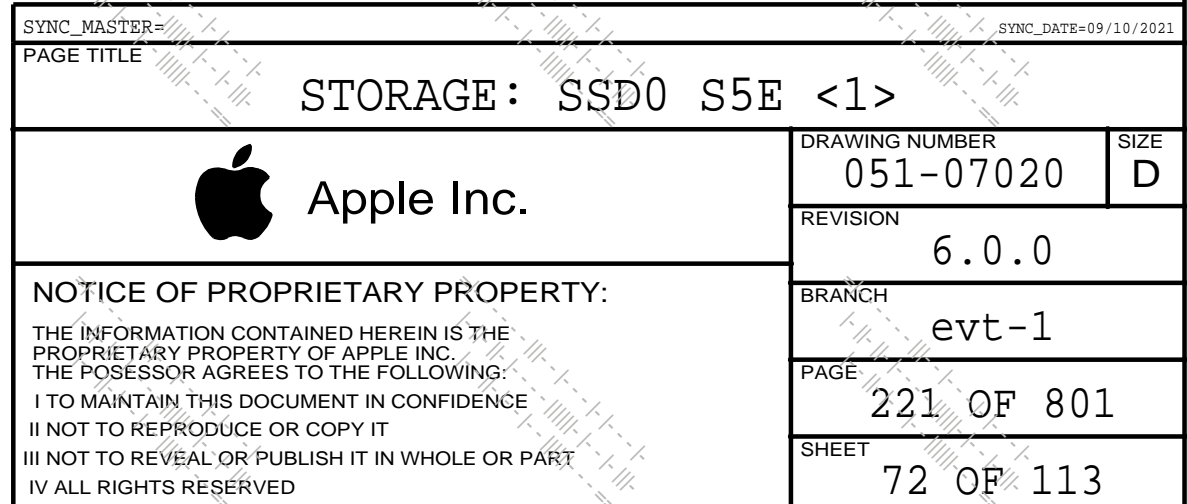 SYNC_MASTER=
SYNC_DATE=09/10/2021
PAGE TITLE
STORAGE: SSD0 S5E <1>
Apple Inc.
DRAWING NUMBER
051-07020
SIZE
D
REVISION
6.0.0
NOTICE OF PROPRIETARY PROPERTY:
BRANCH
evt-1
THE INFORMATION CONTAINED HEREIN IS THE
PROPRIETARY PROPERTY OF APPLE INC.
THE POSESSOR AGREES TO THE FOLLOWING:
I TO MAINTAIN THIS DOCUMENT IN CONFIDENCE
II NOT TO REPRODUCE OR COPY IT
III NOT TO REVEAL OR PUBLISH IT IN WHOLE OR PART
IV ALL RIGHTS RESERVED
PAGE
221 OF 801
SHEET
72 OF 113